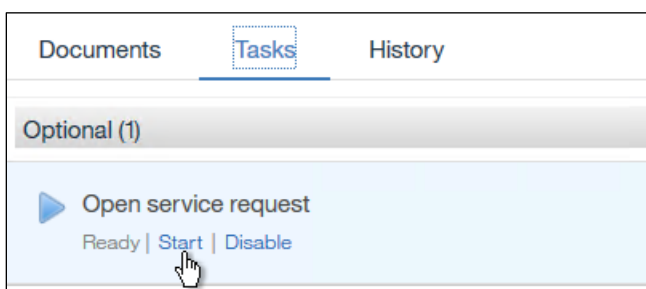 Documents Tasks History
Optional (1)
Open service request
Ready | Start | Disable